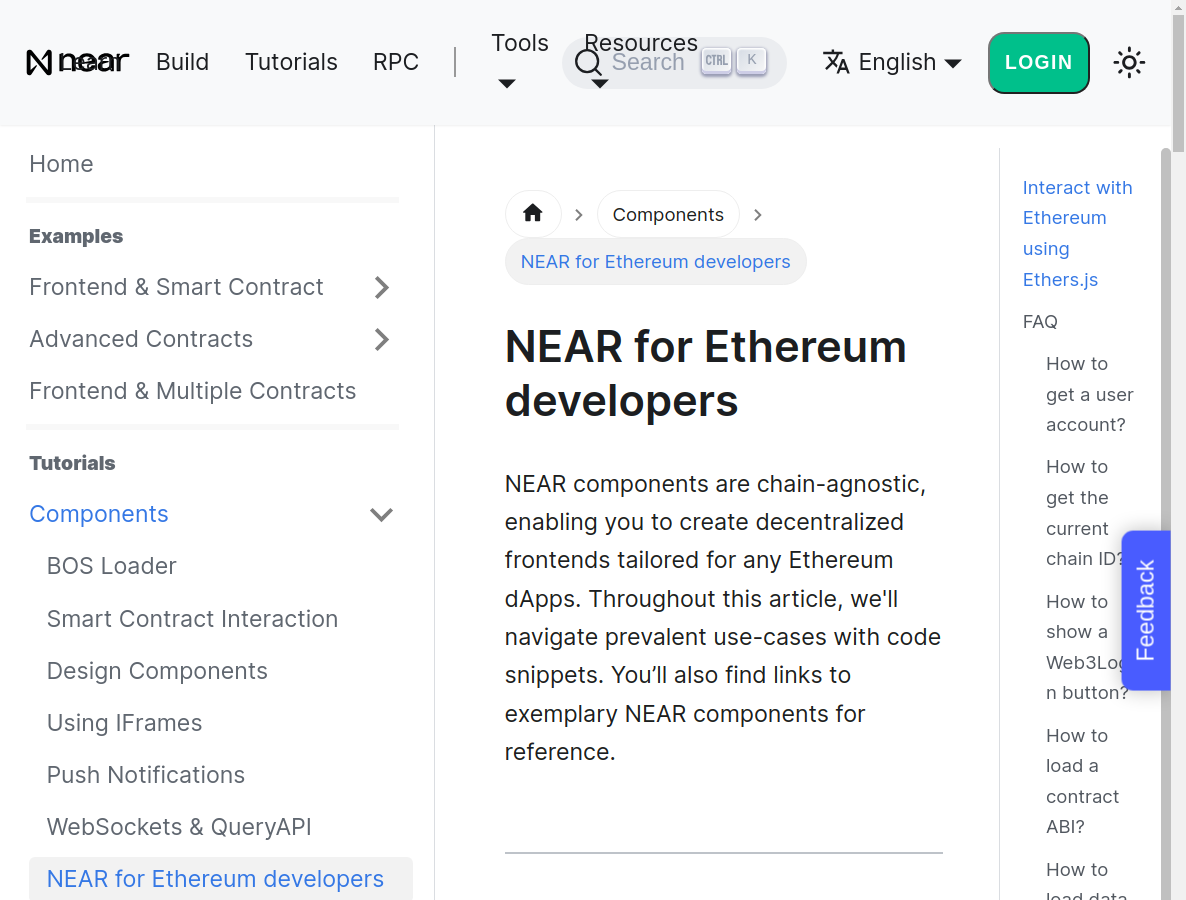 near
Learn
Build
Tutorials
RPC
Tools
Resources
Search
CTRL
K
English
LOGIN
Home
Examples
Frontend & Smart Contract
Advanced Contracts
Frontend & Multiple Contracts
Tutorials
Components
BOS Loader
Smart Contract Interaction
Design Components
Using IFrames
Push Notifications
WebSockets & QueryAPI
NEAR for Ethereum developers
Components
NEAR for Ethereum developers
NEAR for Ethereum
developers
NEAR components are chain-agnostic,
enabling you to create decentralized
frontends tailored for any Ethereum
dApps. Throughout this article, we'll
navigate prevalent use-cases with code
snippets. You’ll also find links to
exemplary NEAR components for
reference.
Interact with
Ethereum
using
Ethers.js
FAQ
How to
get a user
account?
How to
get the
current
chain ID?
How to
show a
Web3Logi
n button?
How to
load a
contract
ABI?
How to
load data
Feedback